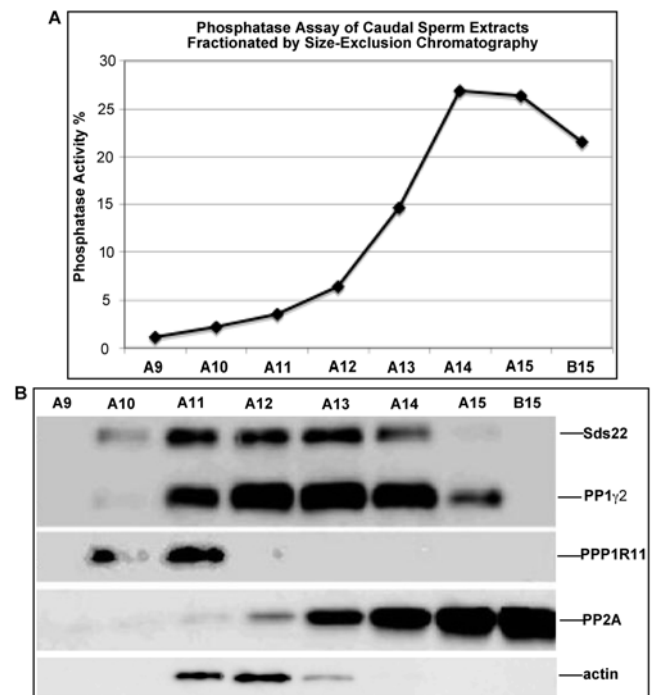 A
Phosphatase Assay of Caudal Sperm Extracts
Fractionated by Size-Exclusion Chromatography
Phosphatase Activity %
30
25
20
15
10
5
0
A9 A10 A11 A12 A13 A14 A15 B15
B
A9 A10 A11 A12 A13 A14 A15 B15
Sds22
PP1γ2
PPP1R11
PP2A
actin